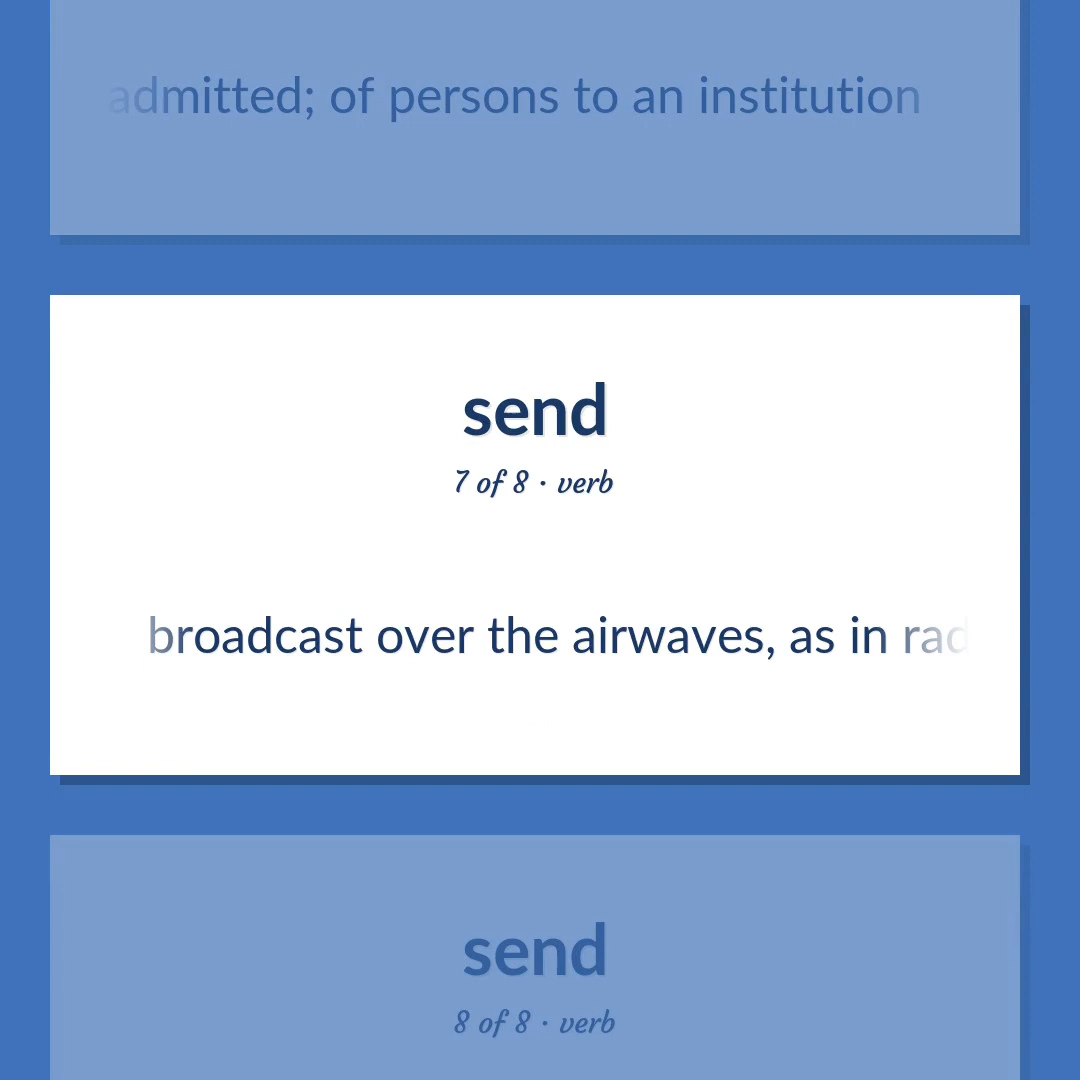 admitted; of persons to an institution
send
7 of 8 · verb
broadcast over the airwaves, as in rad
send
8 of 8 · verb